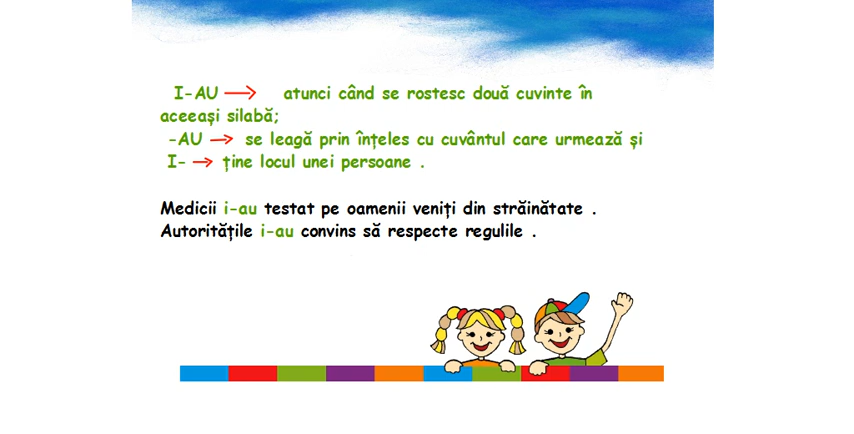 I-AU → atunci când se rostesc două cuvinte în
aceeași silabă;
-AU → se leagă prin înțeles cu cuvântul care urmează și
I- → ține locul unei persoane .
Medicii i-au testat pe oamenii veniți din străinătate .
Autoritățile i-au convins să respecte regulile .